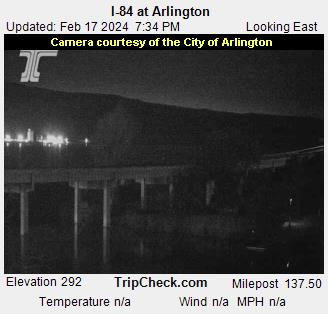 I-84 at Arlington
Updated: Feb 17 2024 7:34 PM Looking East
Camera courtesy of the City of Arlington
Elevation 292 TripCheck.com Milepost 137.50
Temperature n/a Wind n/a MPH n/a